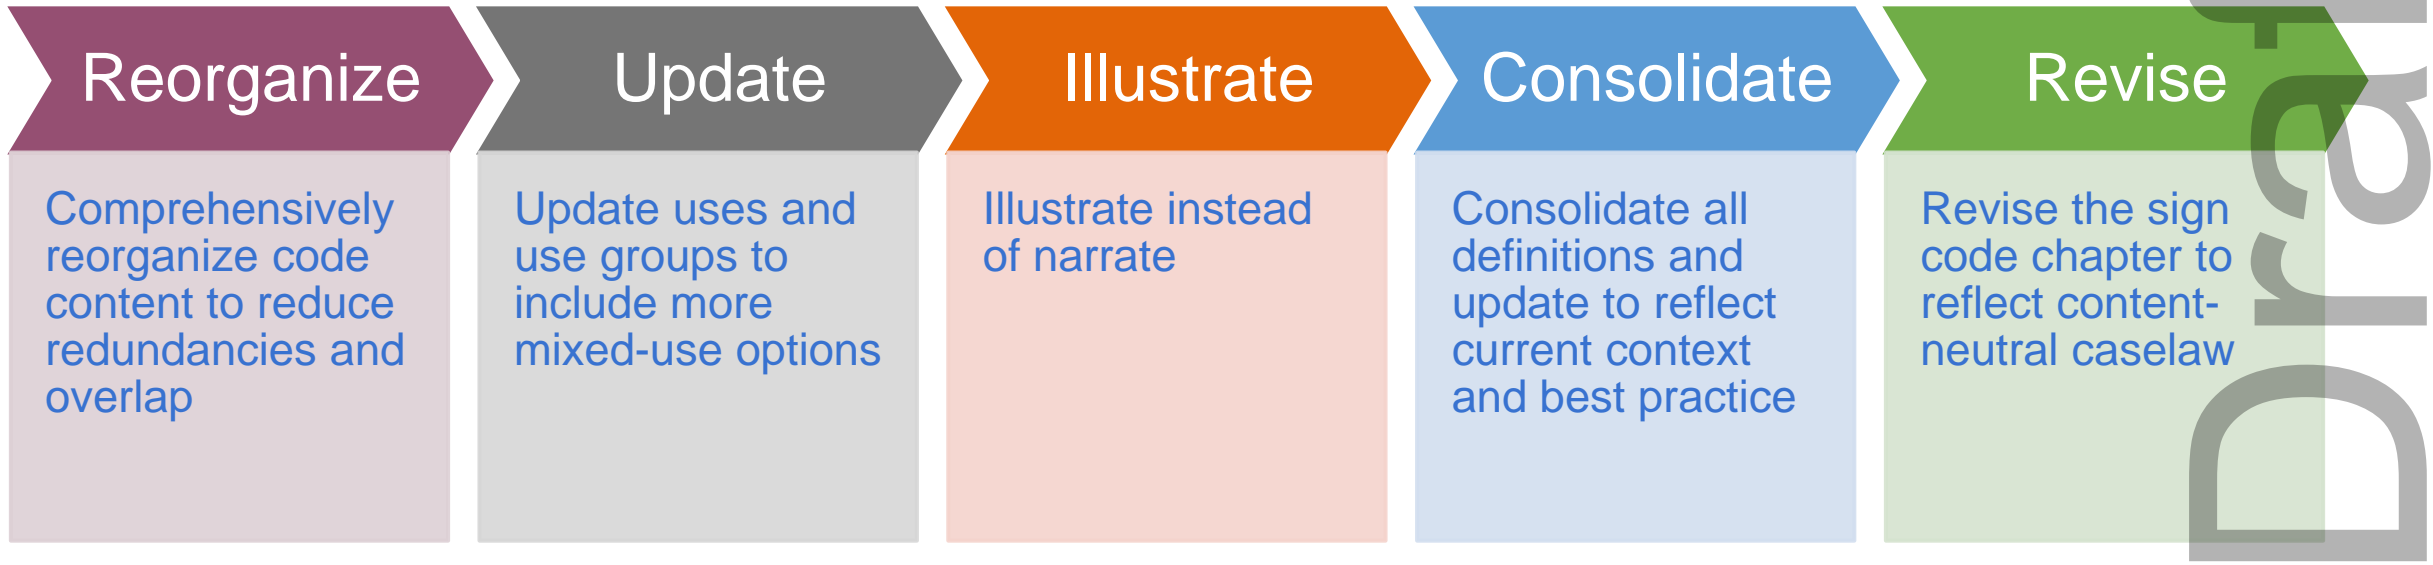 Reorganize
Comprehensively
reorganize code
content to reduce
redundancies and
overlap
Update
Update uses and
use groups to
include more
mixed-use options
Illustrate
Illustrate instead
of narrate
Consolidate
Consolidate all
definitions and
update to reflect
current context
and best practice
Revise
Revise the sign
code chapter to
reflect content-
neutral caselaw
Dra